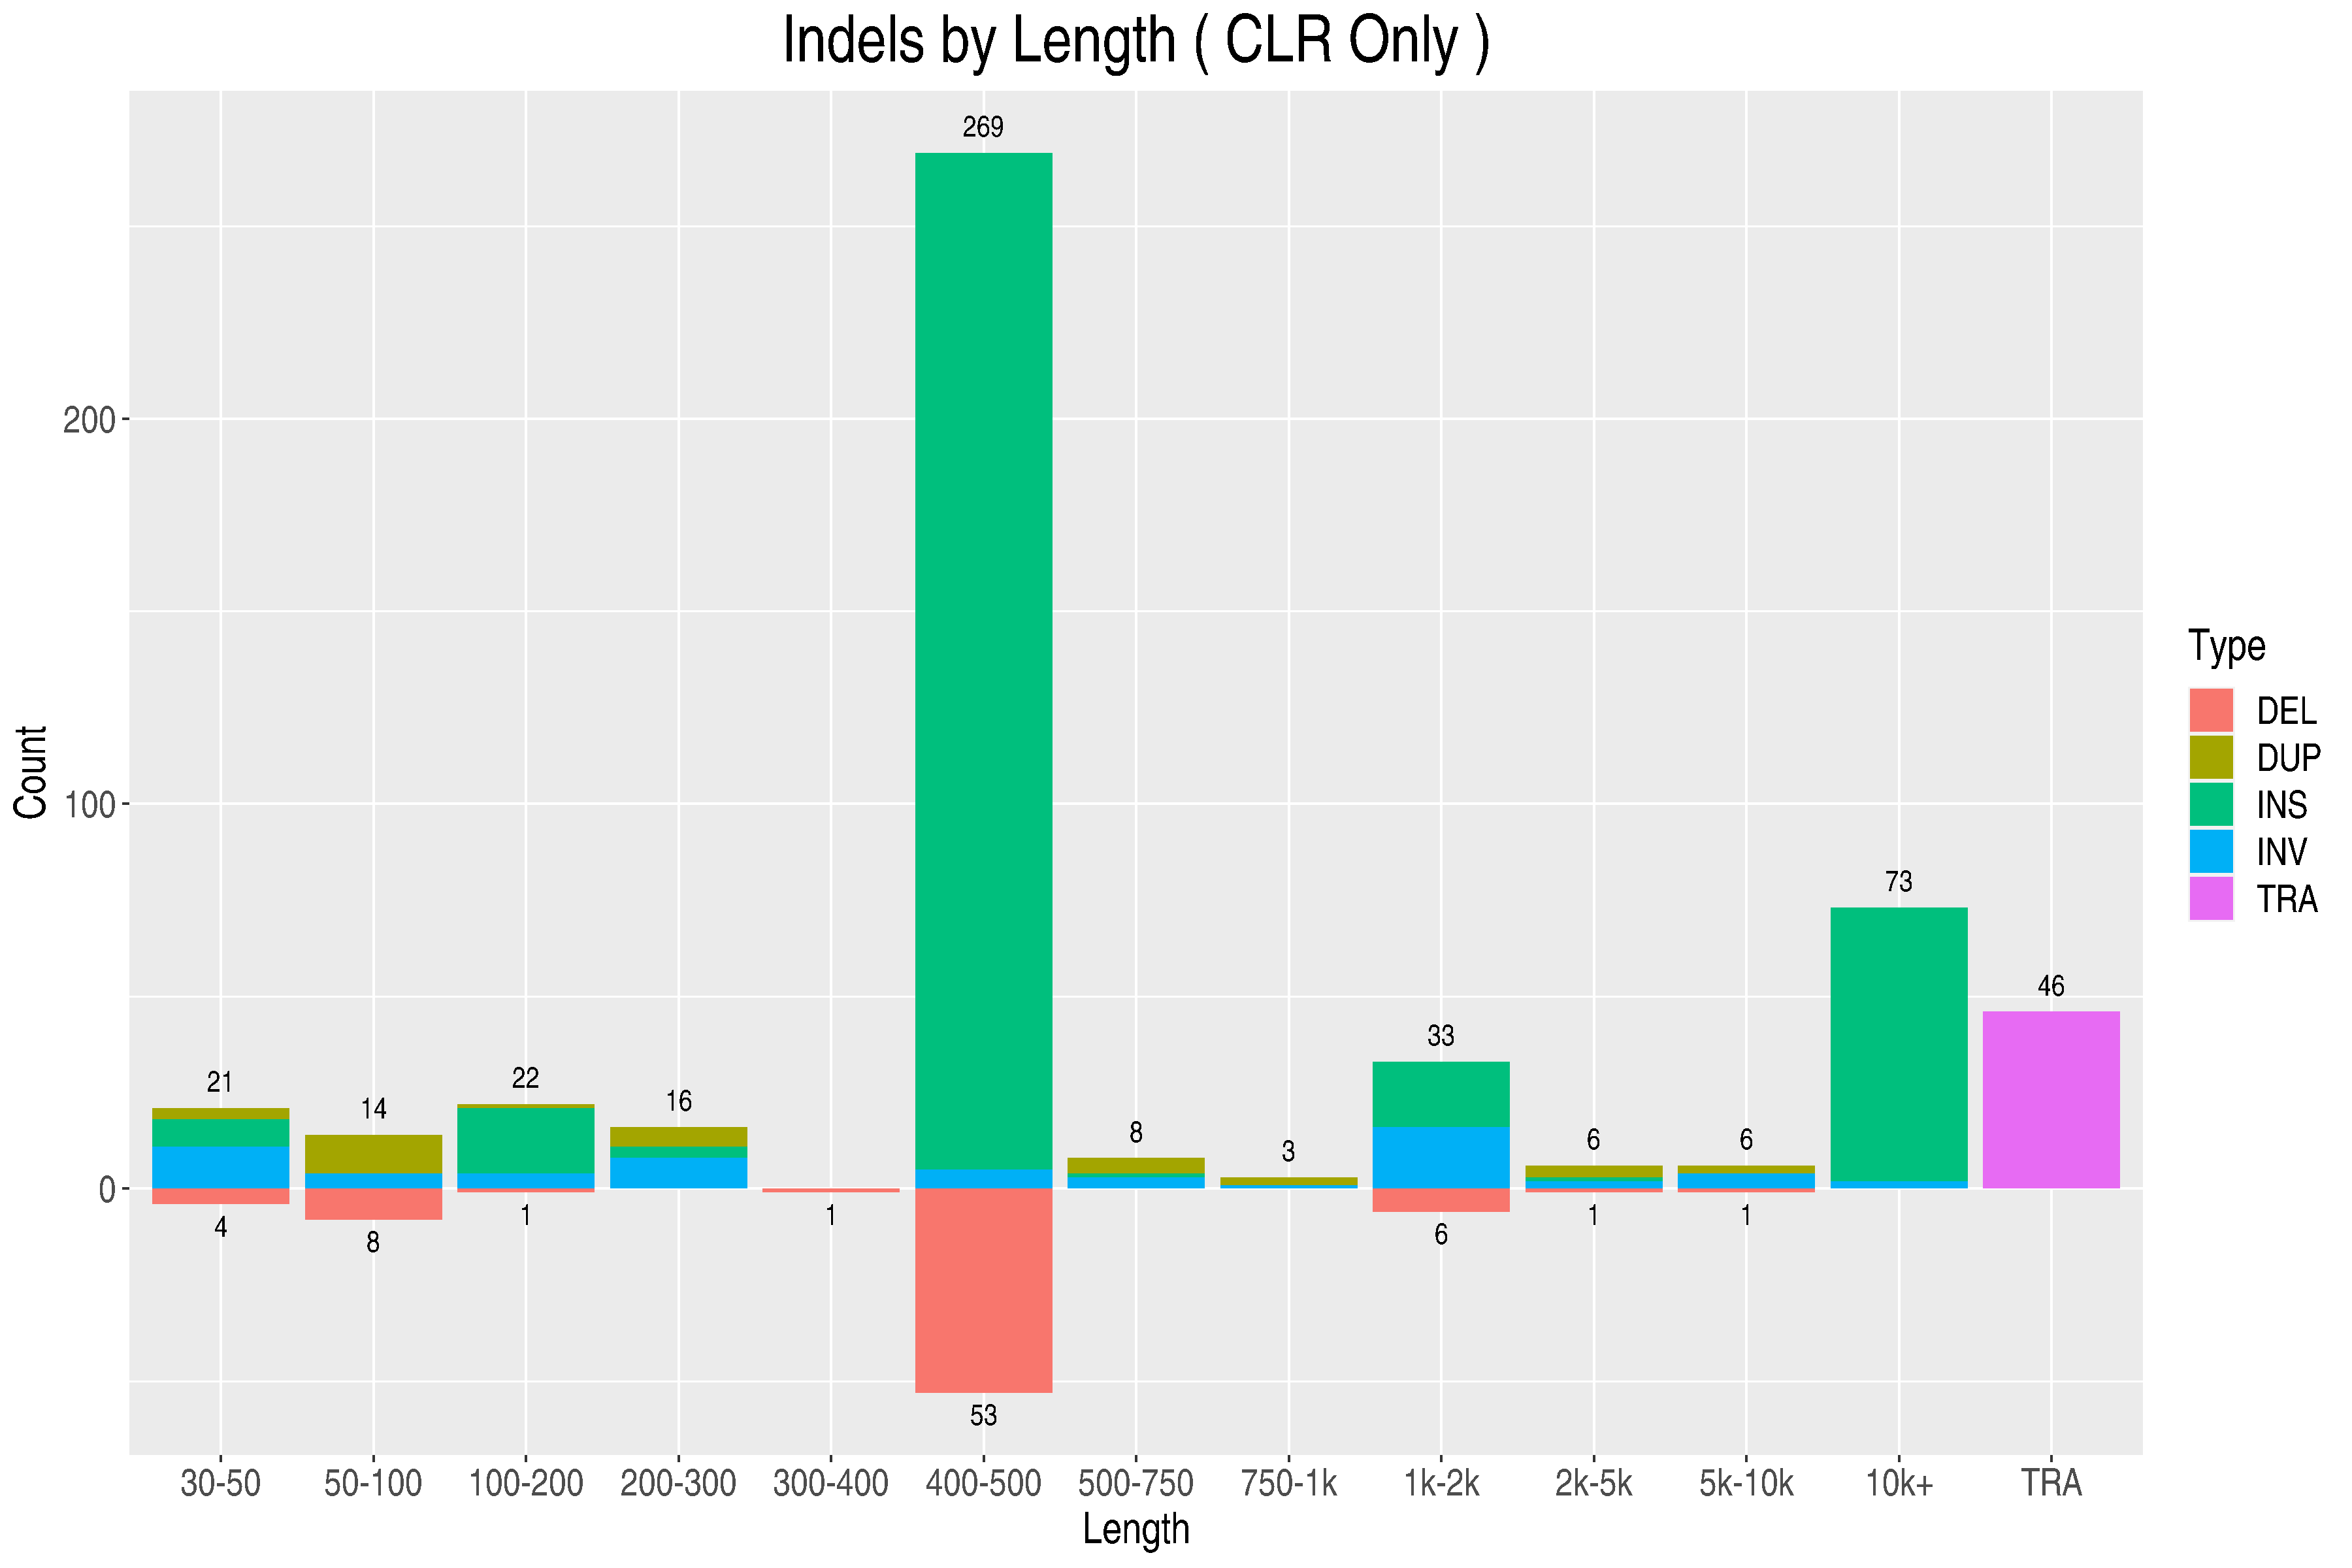 Indels by Length ( CLR Only )
269
200
Type
DEL
Count
DUP
100
INS
INV
73
TRA
46
33
21
14
22
16
8
3
6
6
0
4
8
1
1
6
1
1
53
30-50 50-100 100-200 200-300 300-400 400-500 500-750 750-1k 1k-2k 2k-5k 5k-10k 10k+ TRA
Length